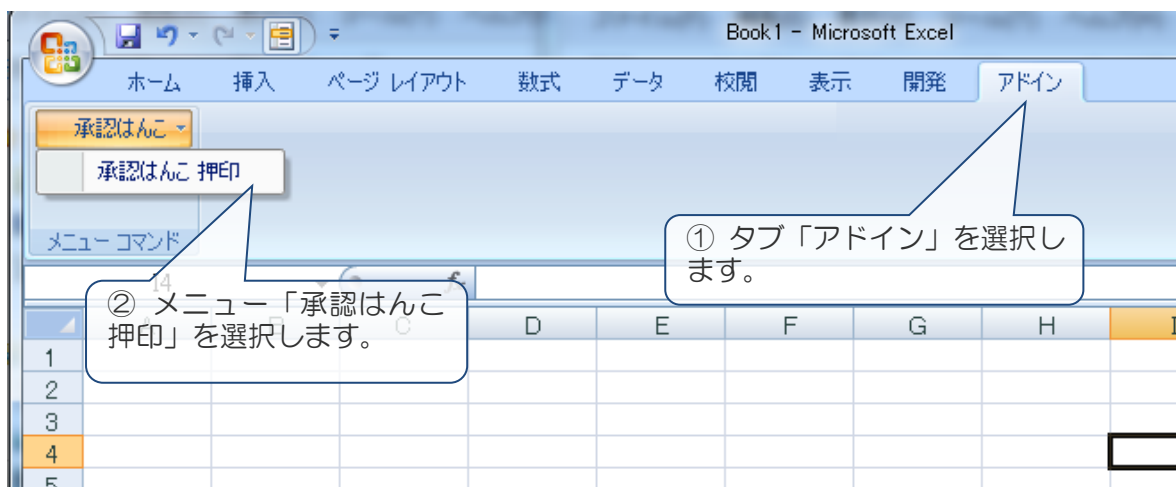 Book1 - Microsoft Excel
ホーム 挿入 ページ レイアウト 数式 データ 校閲 表示 開発 アドイン
承認はんこ
承認はんこ 押印
メニュー コマンド
① タブ「アドイン」を選択し
ます。
I4
fx
② メニュー「承認はんこ
押印」を選択します。
A B C D E F G H I
1
2
3
4
5